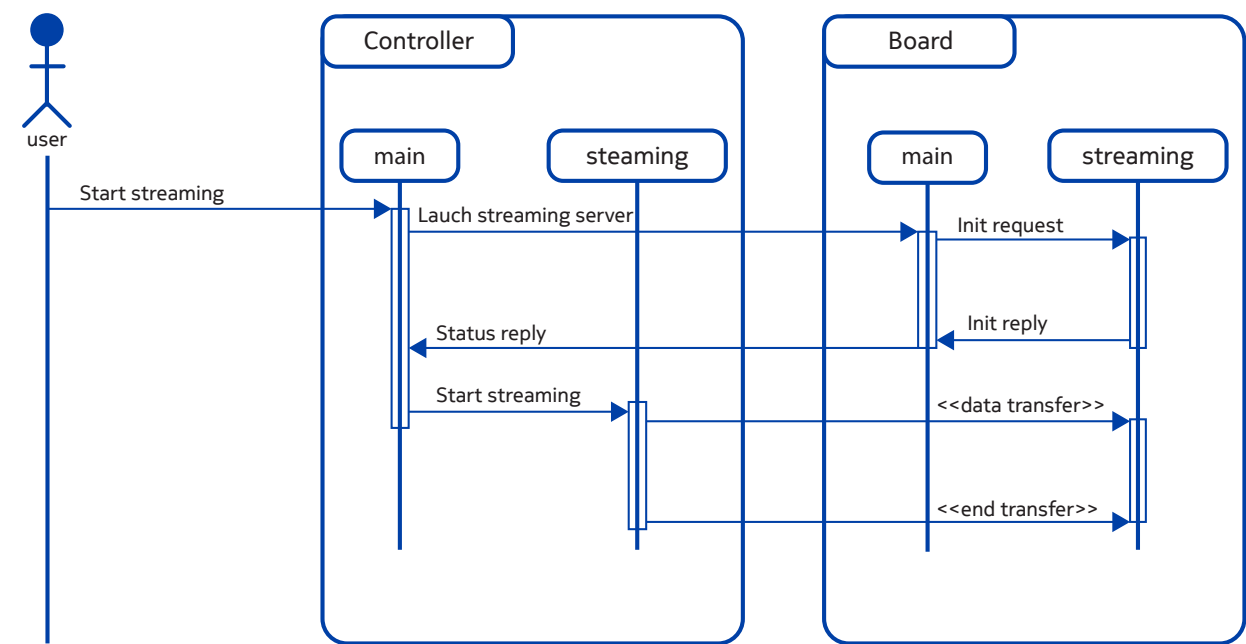 Controller
Board
user
main
steaming
main
streaming
Start streaming
Lauch streaming server
Init request
Init reply
Status reply
Start streaming
<<data transfer>>
<<end transfer>>